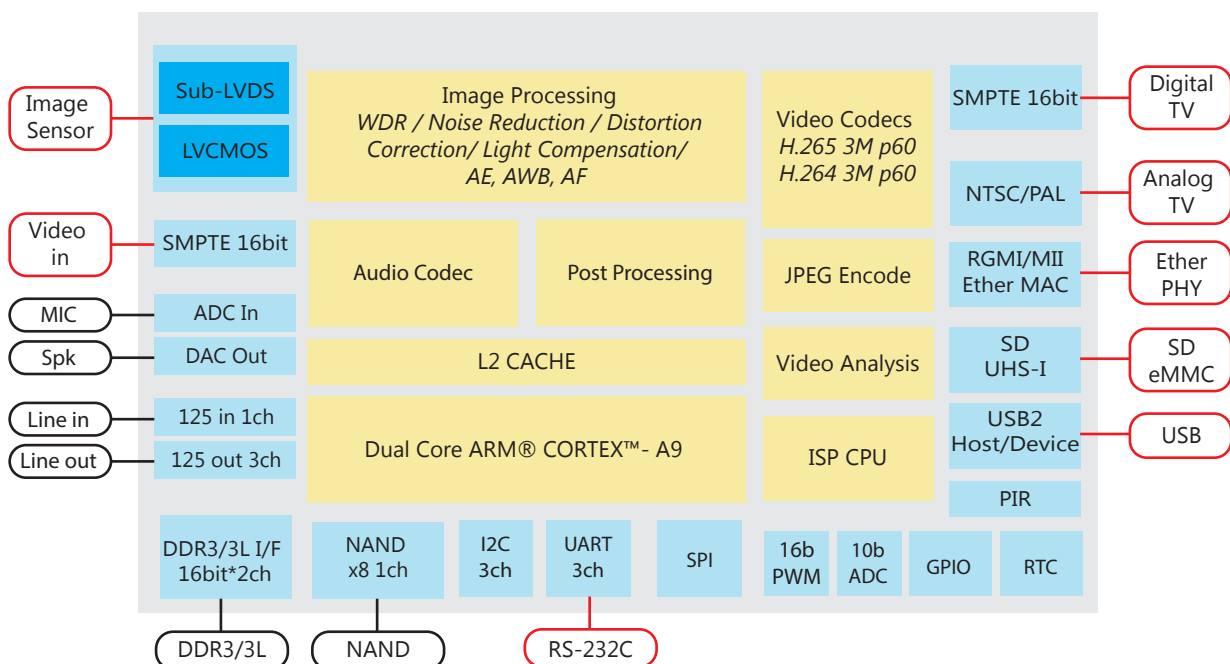 Image
Sensor
Sub-LVDS
LVCMOS
Image Processing
WDR / Noise Reduction / Distortion
Correction/ Light Compensation/
AE, AWB, AF
Video Codecs
H.265 3M p60
H.264 3M p60
SMPTE 16bit
Digital
TV
NTSC/PAL
Analog
TV
Video
in
SMPTE 16bit
Audio Codec
Post Processing
JPEG Encode
RGMI/MII
Ether MAC
Ether
PHY
MIC
ADC In
Spk
DAC Out
L2 CACHE
Video Analysis
SD
UHS-I
SD
eMMC
Line in
125 in 1ch
Line out
125 out 3ch
Dual Core ARM® CORTEX™- A9
ISP CPU
USB2
Host/Device
USB
PIR
DDR3/3L I/F
16bit*2ch
NAND
x8 1ch
I2C
3ch
UART
3ch
SPI
16b
PWM
10b
ADC
GPIO
RTC
DDR3/3L
NAND
RS-232C